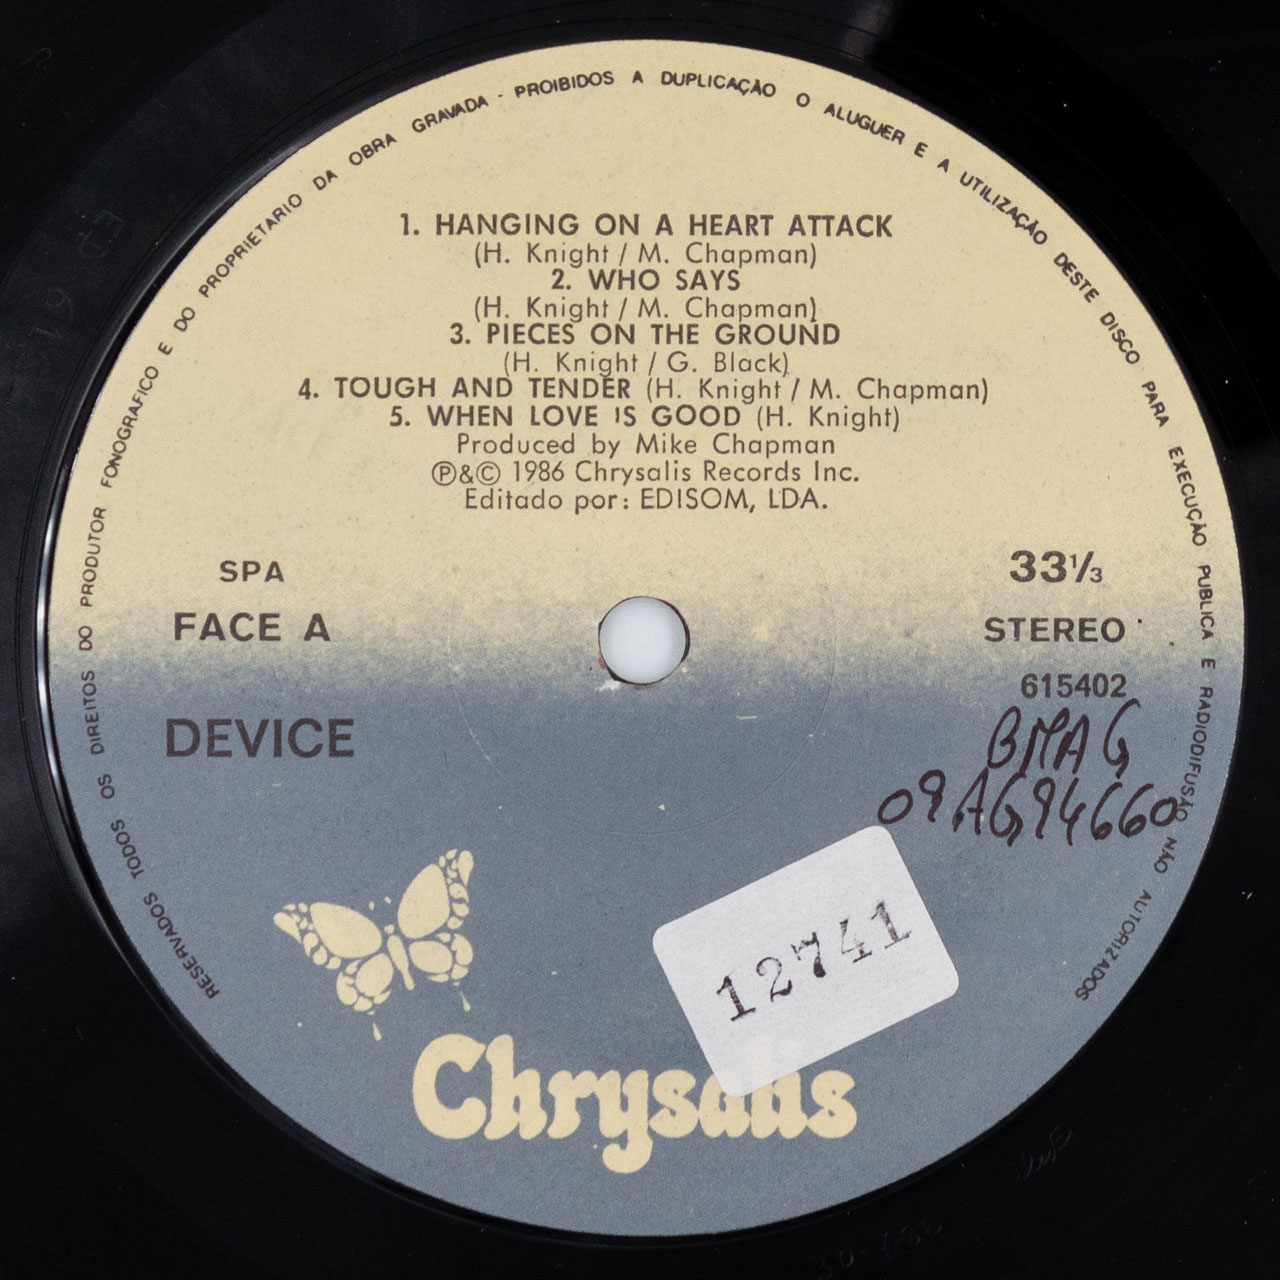 RESERVADOS TODOS OS DIREITOS DO PRODUTOR FONOGRAFICO E DO PROPRIETARIO DA OBRA GRAVADA - PROIBIDOS A DUPLICAÇÃO O ALUGUER E A UTILIZAÇÃO DESTE DISCO PARA EXECUÇÃO PUBLICA E RADIODIFUSÃO NÃO AUTORIZADOS
1. HANGING ON A HEART ATTACK
(H. Knight / M. Chapman)
2. WHO SAYS
(H. Knight / M. Chapman)
3. PIECES ON THE GROUND
(H. Knight / G. Black)
4. TOUGH AND TENDER (H. Knight / M. Chapman)
5. WHEN LOVE IS GOOD (H. Knight)
Produced by Mike Chapman
Ⓟ&© 1986 Chrysalis Records Inc.
Editado por: EDISOM, LDA.
SPA
FACE A
DEVICE
33⅓
STEREO
615402
BMAG
09AG94660
12741
Chrysalis